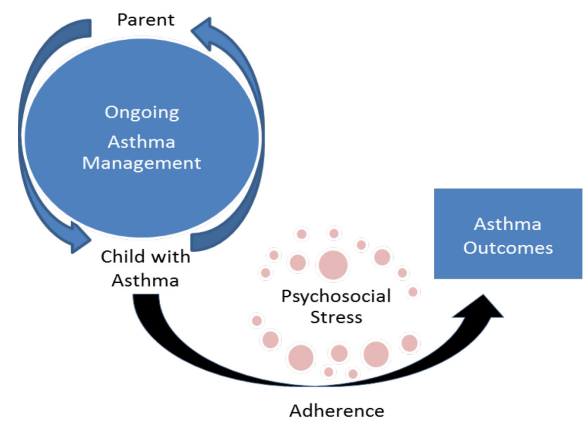 Parent
Ongoing
Asthma
Management
Child with
Asthma
Psychosocial
Stress
Asthma
Outcomes
Adherence